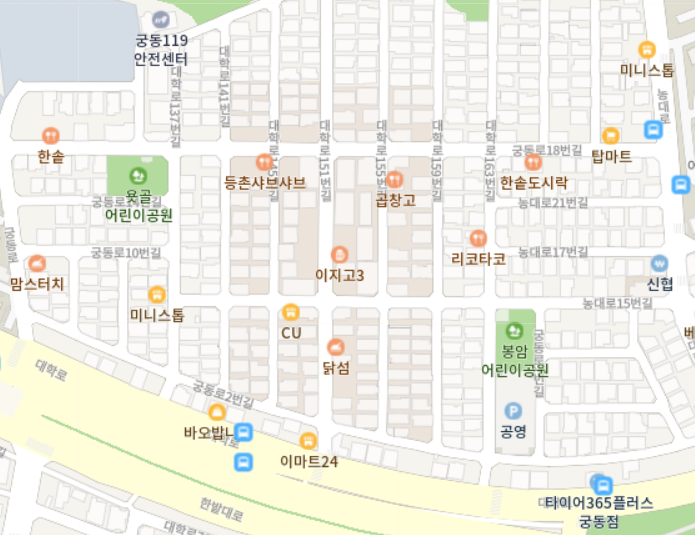 궁동119
안전센터
대학로137번길
대학로141번길
미니스톱
농대로
한솥
대학로145번길
대학로151번길
대학로155번길
대학로159번길
대학로163번길
궁동로18번길
탑마트
등촌샤브샤브
곱창고
한솥도시락
욧골
어린이공원
농대로21번길
궁동로
궁동로10번길
리코타코
농대로17번길
맘스터치
이지고3
신협
미니스톱
농대로15번길
CU
봉암
어린이공원
닭섬
대학로
궁동로2번길
바오밥나
공영
이마트24
한밭대로
타이어365플러스
궁동점